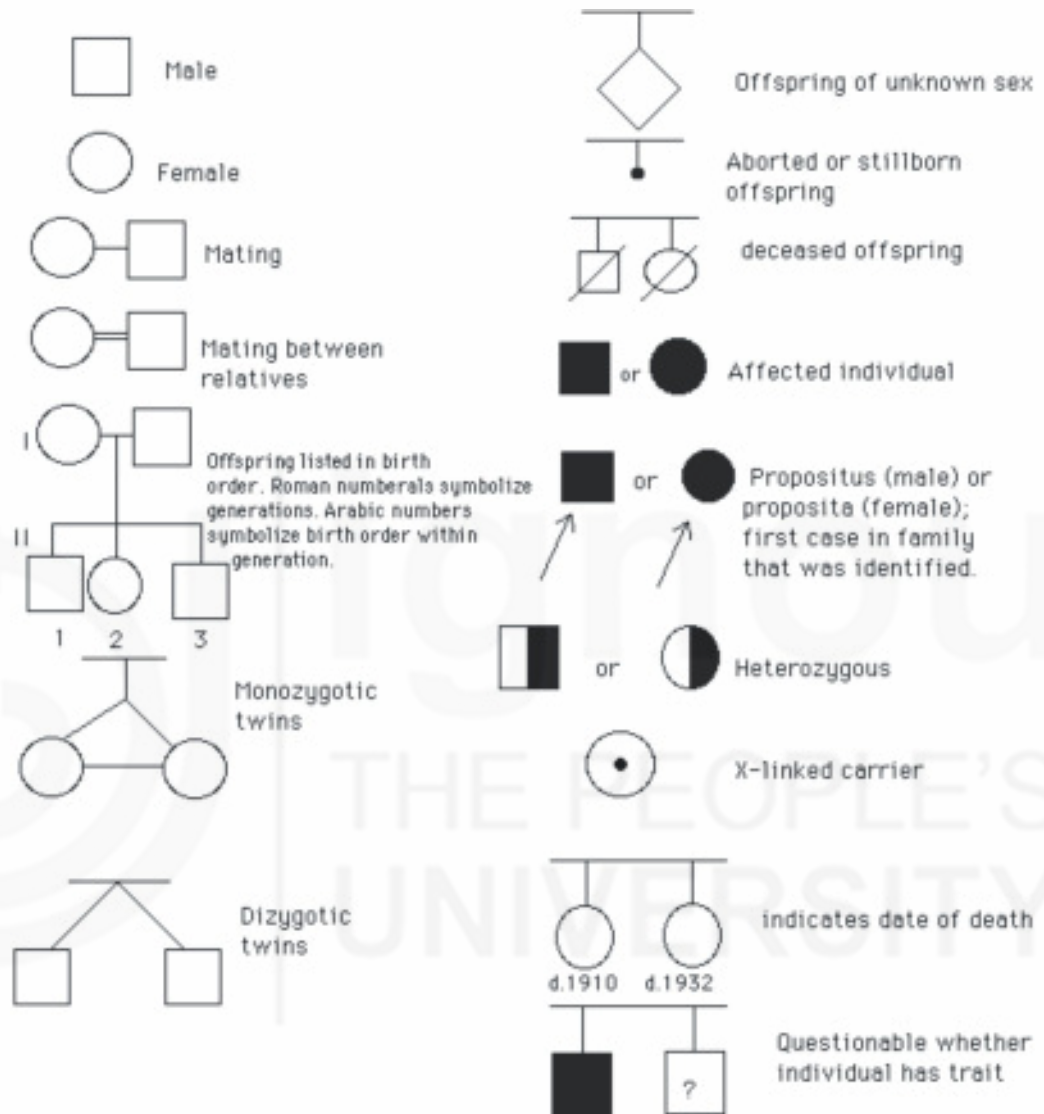 Male
Female
Mating
Mating between
relatives
I
Offspring listed in birth
order. Roman numberals symbolize
generations. Arabic numbers
symbolize birth order within
generation.
II
1 2 3
Monozygotic
twins
Dizygotic
twins
Offspring of unknown sex
Aborted or stillborn
offspring
deceased offspring
or
Affected individual
or
Propositus (male) or
proposita (female);
first case in family
that was identified.
or
Heterozygous
X-linked carrier
indicates date of death
d.1910 d.1932
Questionable whether
individual has trait
?
ignou
THE PEOPLE'S
UNIVERSITY